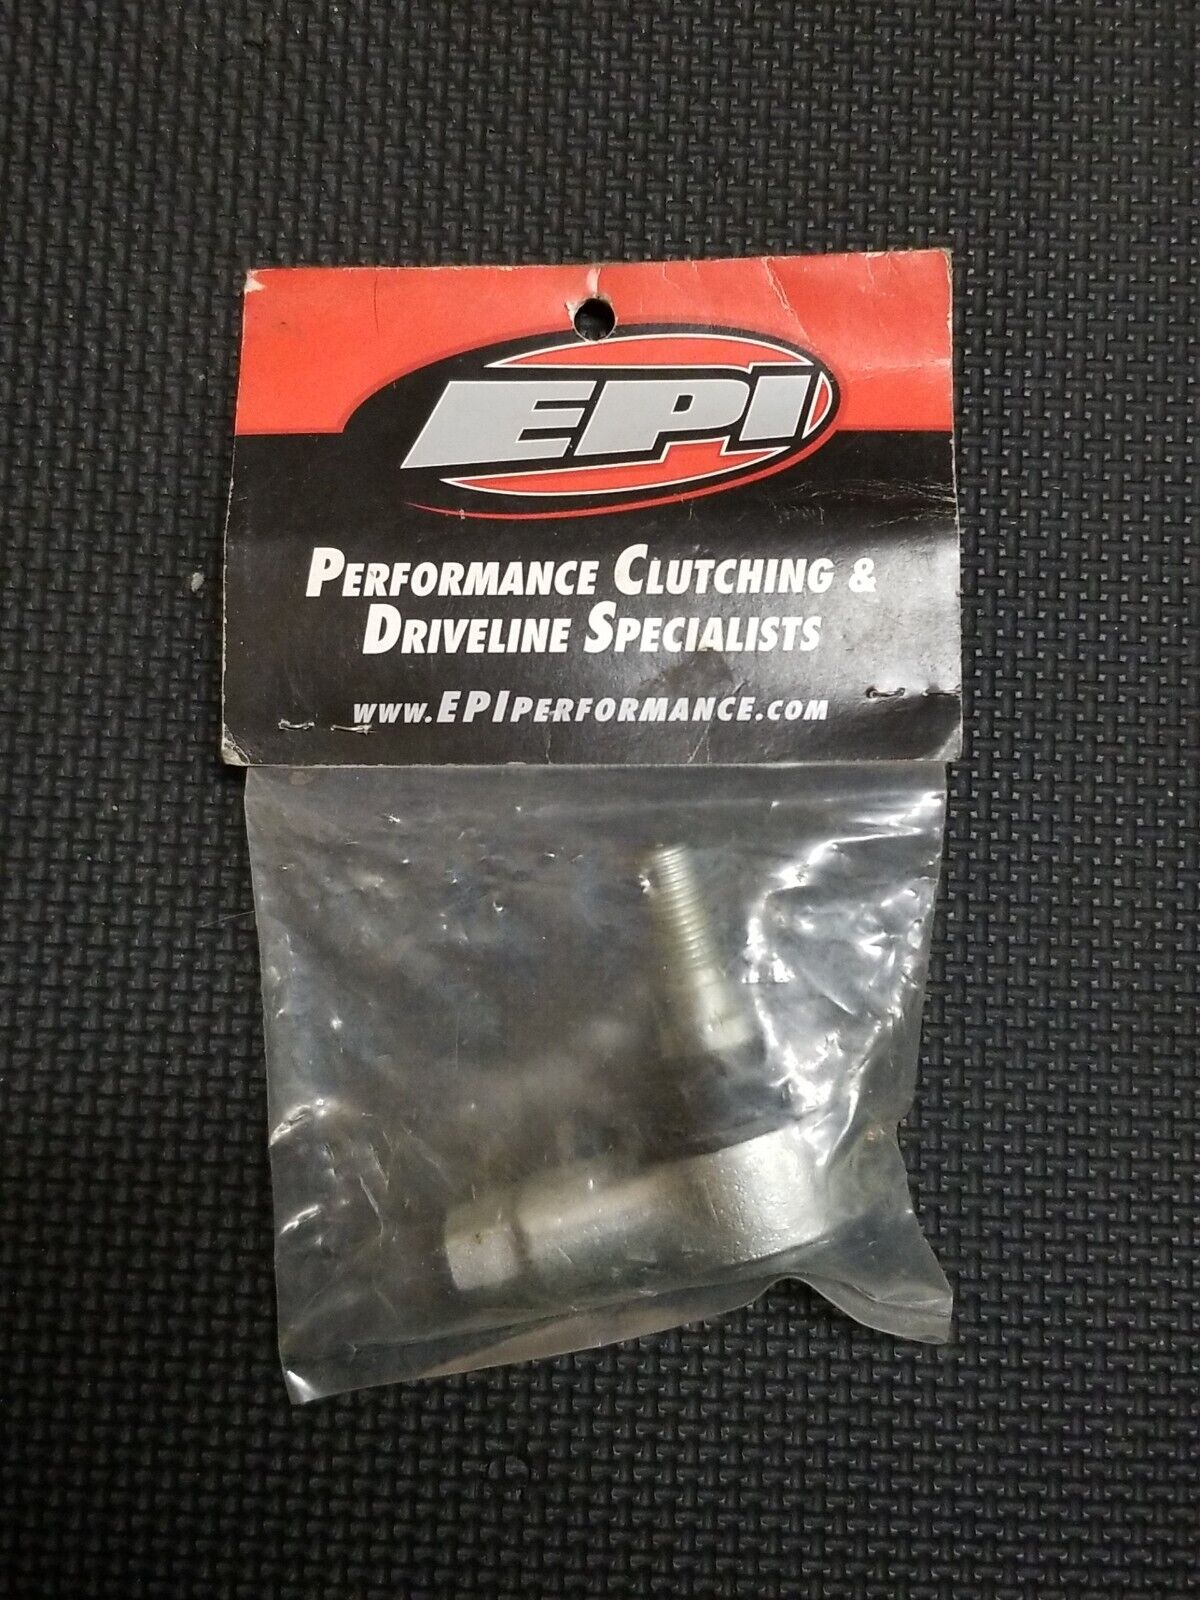 EPI
PERFORMANCE CLUTCHING &
DRIVELINE SPECIALISTS
WWW.EPIPERFORMANCE.COM